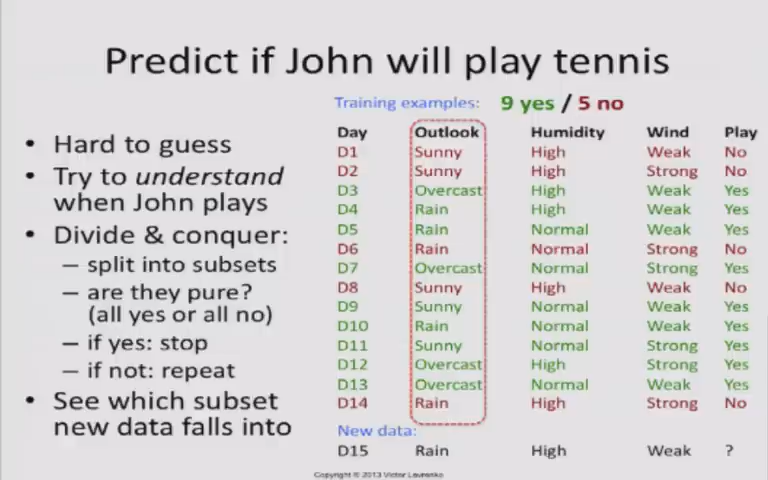 Predict if John will play tennis
Training examples: 9 yes / 5 no
• Hard to guess
• Try to understand
when John plays
• Divide & conquer:
– split into subsets
– are they pure?
(all yes or all no)
– if yes: stop
– if not: repeat
• See which subset
new data falls into
Day Outlook Humidity Wind Play
D1 Sunny High Weak No
D2 Sunny High Strong No
D3 Overcast High Weak Yes
D4 Rain High Weak Yes
D5 Rain Normal Weak Yes
D6 Rain Normal Strong No
D7 Overcast Normal Strong Yes
D8 Sunny High Weak No
D9 Sunny Normal Weak Yes
D10 Rain Normal Weak Yes
D11 Sunny Normal Strong Yes
D12 Overcast High Strong Yes
D13 Overcast Normal Weak Yes
D14 Rain High Strong No
New data:
D15 Rain High Weak ?
Copyright © 2013 Victor Lavrenko